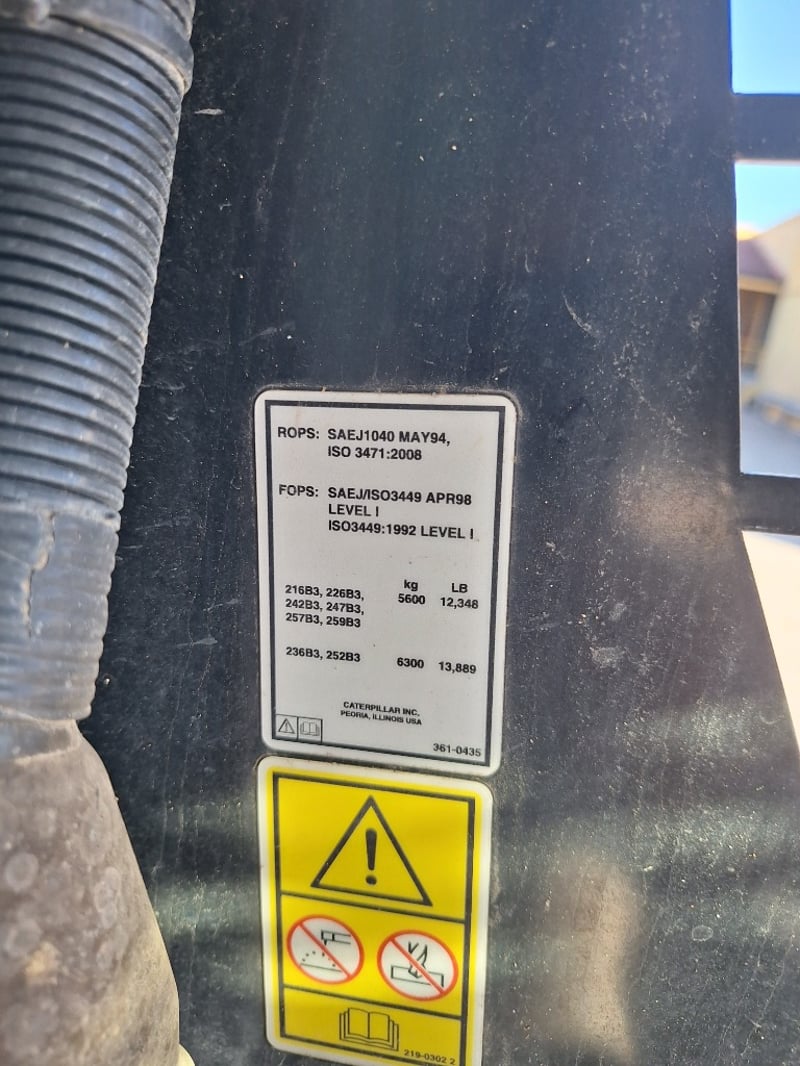 ROPS: SAEJ1040 MAY94,
ISO 3471:2008
FOPS: SAEJ/ISO3449 APR98
LEVEL I
ISO3449:1992 LEVEL I
kg LB
216B3, 226B3, 5600 12,348
242B3, 247B3,
257B3, 259B3
236B3, 252B3 6300 13,889
CATERPILLAR INC.
PEORIA, ILLINOIS USA
361-0435
219-0302 2